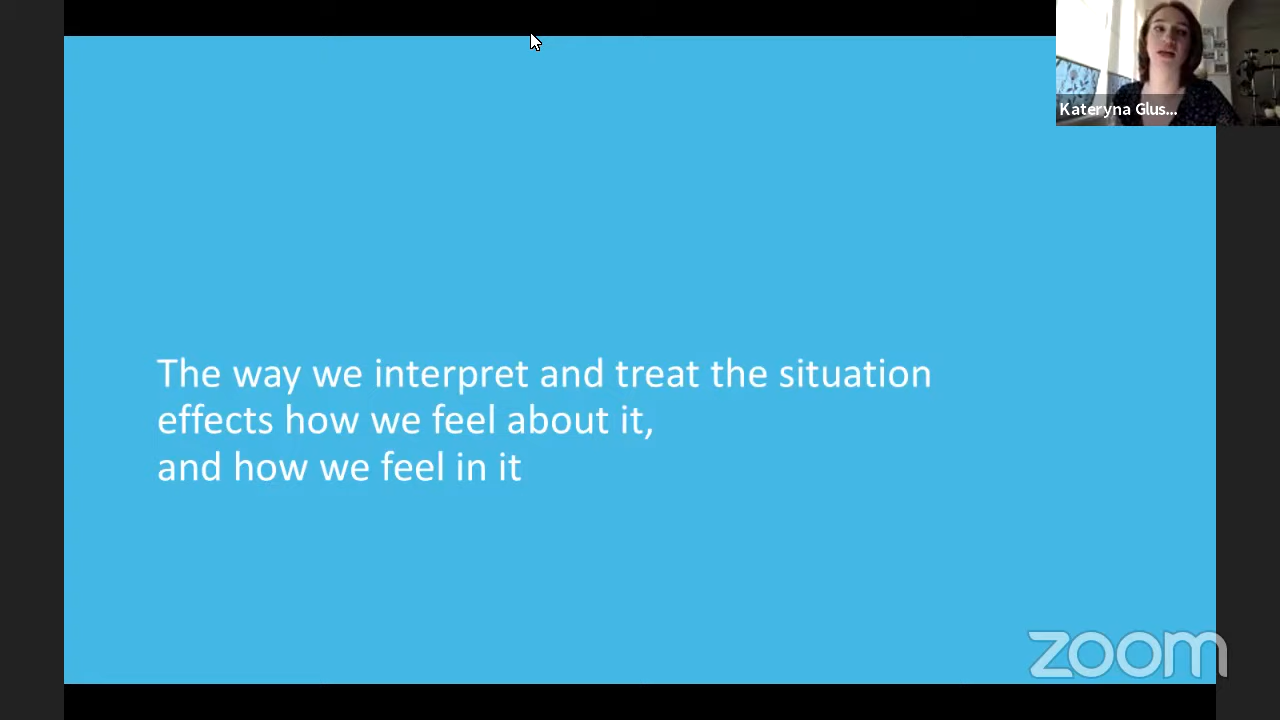 Kateryna Glus...
The way we interpret and treat the situation
effects how we feel about it,
and how we feel in it
zoom